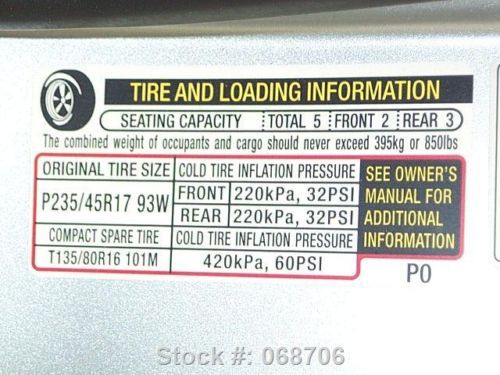 TIRE AND LOADING INFORMATION
SEATING CAPACITY TOTAL 5 FRONT 2 REAR 3
The combined weight of occupants and cargo should never exceed 395kg or 850lbs
ORIGINAL TIRE SIZE COLD TIRE INFLATION PRESSURE
P235/45R17 93W FRONT 220kPa, 32PSI
REAR 220kPa, 32PSI
COMPACT SPARE TIRE COLD TIRE INFLATION PRESSURE
T135/80R16 101M 420kPa, 60PSI
SEE OWNER'S
MANUAL FOR
ADDITIONAL
INFORMATION
P0
Stock #: 068706